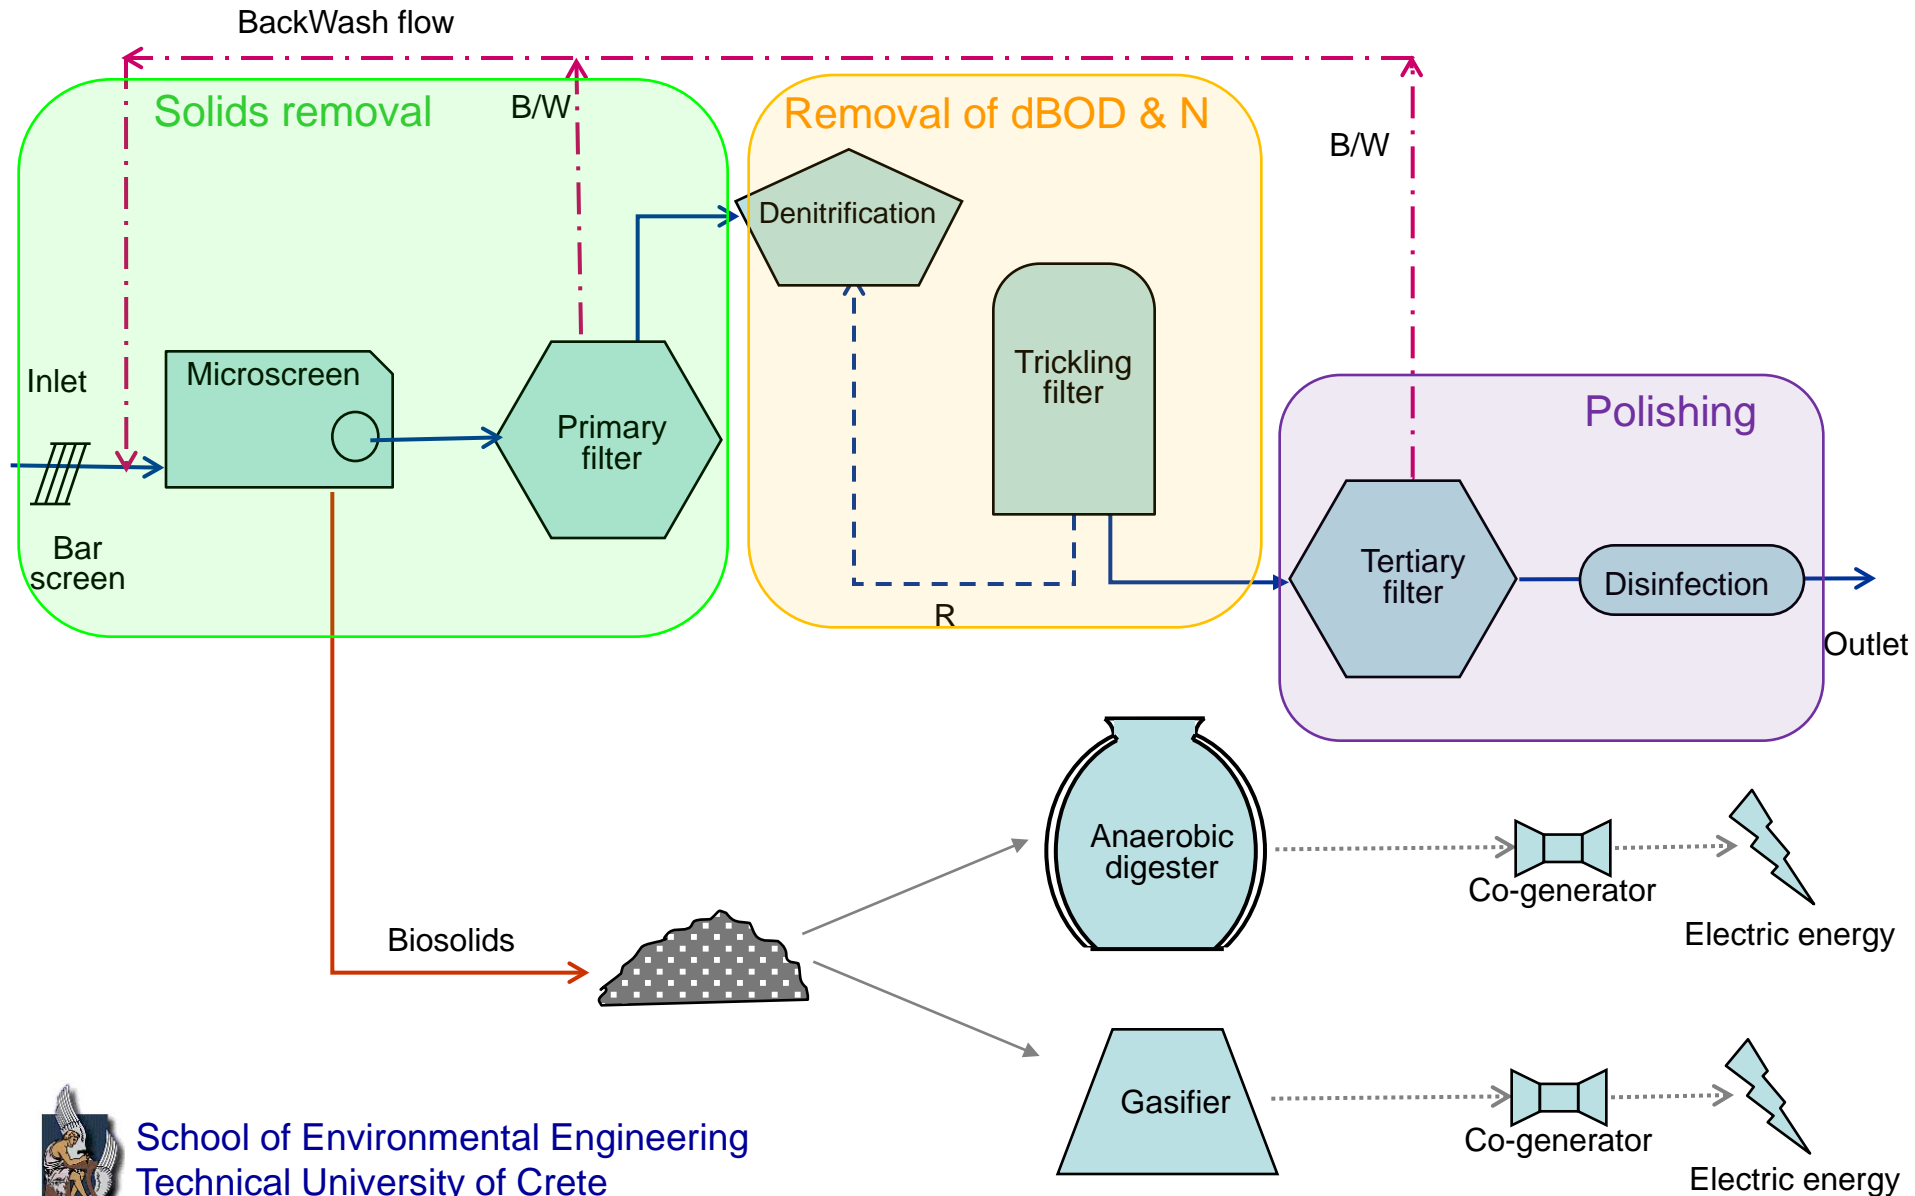 BackWash flow
Solids removal
B/W
Removal of dBOD & N
B/W
Denitrification
Inlet
Microscreen
Trickling
filter
Polishing
Primary
filter
Bar
screen
Tertiary
filter
Disinfection
R
Outlet
Anaerobic
digester
Co-generator
Electric energy
Biosolids
Gasifier
Co-generator
Electric energy
School of Environmental Engineering
Technical University of Crete